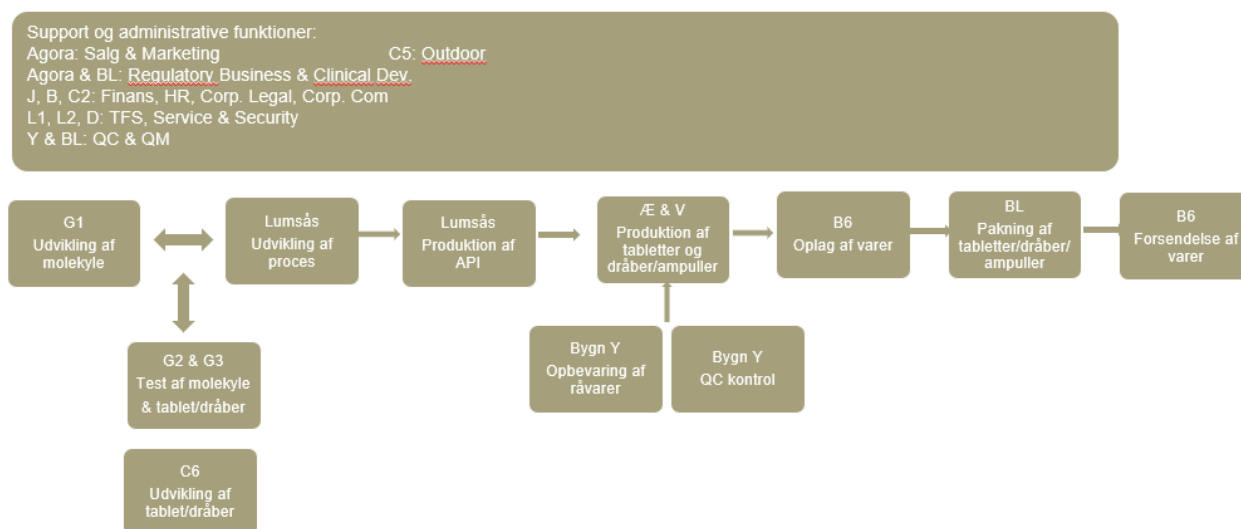 Support og administrative funktioner:
Agora: Salg & Marketing C5: Outdoor
Agora & BL: Regulatory Business & Clinical Dev.
J, B, C2: Finans, HR, Corp. Legal, Corp. Com
L1, L2, D: TFS, Service & Security
Y & BL: QC & QM
G1
Udvikling af
molekyle
Lumsås
Udvikling af
proces
Lumsås
Produktion af
API
Æ & V
Produktion af
tabletter og
dråber/ampuller
B6
Oplag af varer
BL
Pakning af
tabletter/dråber/
ampuller
B6
Forsendelse af
varer
G2 & G3
Test af molekyle
& tablet/dråber
Bygn Y
Opbevaring af
råvarer
Bygn Y
QC kontrol
C6
Udvikling af
tablet/dråber